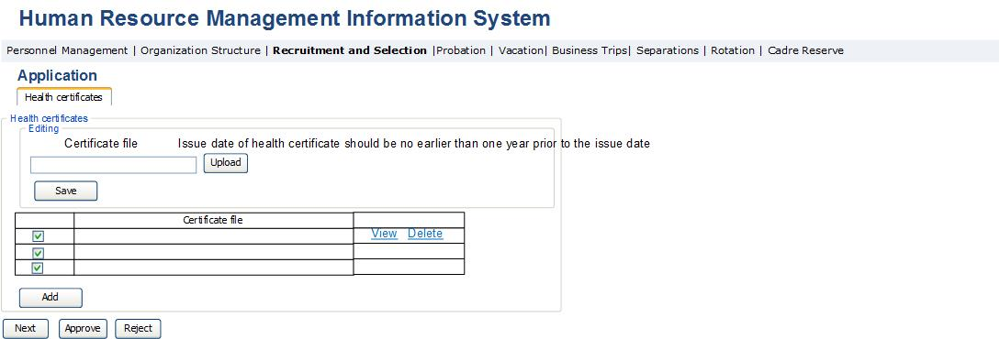 Human Resource Management Information System
Personnel Management | Organization Structure | Recruitment and Selection |Probation | Vacation| Business Trips| Separations | Rotation | Cadre Reserve
Application
Health certificates
Health certificates
Editing
Certificate file Issue date of health certificate should be no earlier than one year prior to the issue date
Upload
Save
Certificate file
View Delete
Add
Next Approve Reject